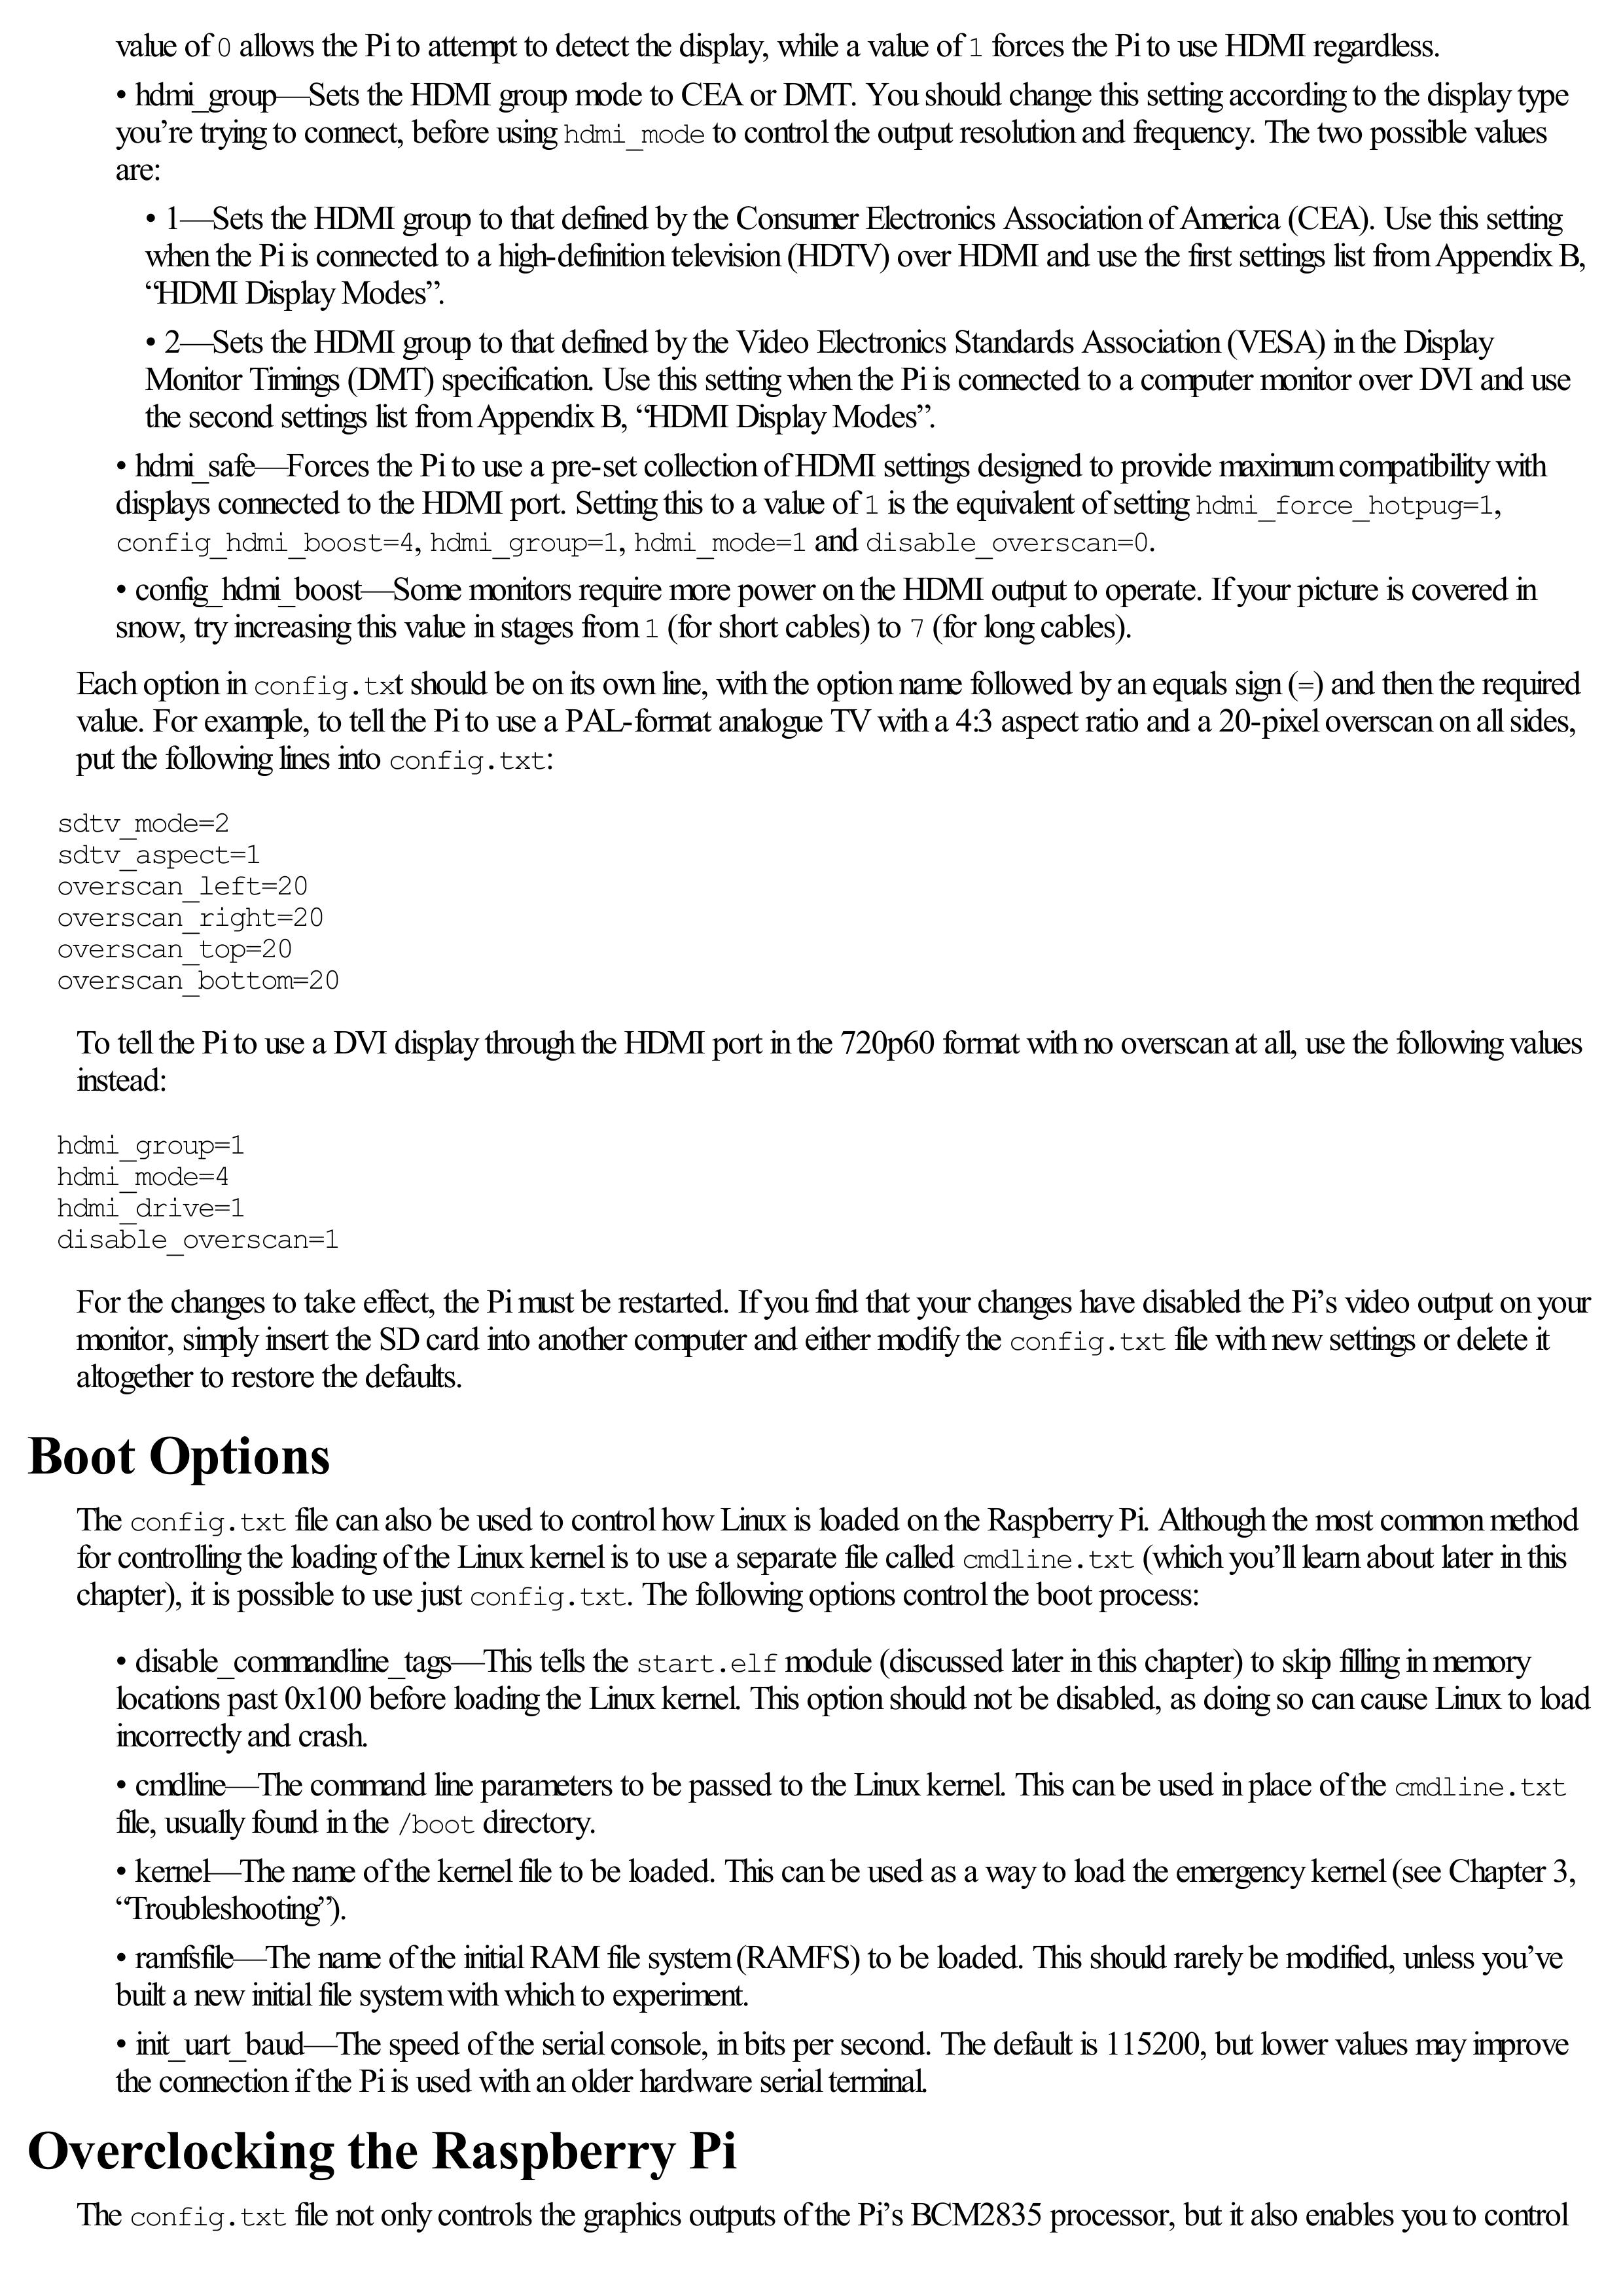 value of 0 allows the Pi to attempt to detect the display, while a value of 1 forces the Pi to use HDMI regardless.
• hdmi_group—Sets the HDMI group mode to CEA or DMT. You should change this setting according to the display type
you’re trying to connect, before using hdmi_mode to control the output resolution and frequency. The two possible values
are:
• 1—Sets the HDMI group to that defined by the Consumer Electronics Association of America (CEA). Use this setting
when the Pi is connected to a high-definition television (HDTV) over HDMI and use the first settings list from Appendix B,
“HDMI Display Modes”.
• 2—Sets the HDMI group to that defined by the Video Electronics Standards Association (VESA) in the Display
Monitor Timings (DMT) specification. Use this setting when the Pi is connected to a computer monitor over DVI and use
the second settings list from Appendix B, “HDMI Display Modes”.
• hdmi_safe—Forces the Pi to use a pre-set collection of HDMI settings designed to provide maximum compatibility with
displays connected to the HDMI port. Setting this to a value of 1 is the equivalent of setting hdmi_force_hotpug=1,
config_hdmi_boost=4, hdmi_group=1, hdmi_mode=1 and disable_overscan=0.
• config_hdmi_boost—Some monitors require more power on the HDMI output to operate. If your picture is covered in
snow, try increasing this value in stages from 1 (for short cables) to 7 (for long cables).
Each option in config.txt should be on its own line, with the option name followed by an equals sign (=) and then the required
value. For example, to tell the Pi to use a PAL-format analogue TV with a 4:3 aspect ratio and a 20-pixel overscan on all sides,
put the following lines into config.txt:
sdtv_mode=2
sdtv_aspect=1
overscan_left=20
overscan_right=20
overscan_top=20
overscan_bottom=20
To tell the Pi to use a DVI display through the HDMI port in the 720p60 format with no overscan at all, use the following values
instead:
hdmi_group=1
hdmi_mode=4
hdmi_drive=1
disable_overscan=1
For the changes to take effect, the Pi must be restarted. If you find that your changes have disabled the Pi’s video output on your
monitor, simply insert the SD card into another computer and either modify the config.txt file with new settings or delete it
altogether to restore the defaults.
Boot Options
The config.txt file can also be used to control how Linux is loaded on the Raspberry Pi. Although the most common method
for controlling the loading of the Linux kernel is to use a separate file called cmdline.txt (which you’ll learn about later in this
chapter), it is possible to use just config.txt. The following options control the boot process:
• disable_commandline_tags—This tells the start.elf module (discussed later in this chapter) to skip filling in memory
locations past 0x100 before loading the Linux kernel. This option should not be disabled, as doing so can cause Linux to load
incorrectly and crash.
• cmdline—The command line parameters to be passed to the Linux kernel. This can be used in place of the cmdline.txt
file, usually found in the /boot directory.
• kernel—The name of the kernel file to be loaded. This can be used as a way to load the emergency kernel (see Chapter 3,
“Troubleshooting”).
• ramfsfile—The name of the initial RAM file system (RAMFS) to be loaded. This should rarely be modified, unless you’ve
built a new initial file system with which to experiment.
• init_uart_baud—The speed of the serial console, in bits per second. The default is 115200, but lower values may improve
the connection if the Pi is used with an older hardware serial terminal.
Overclocking the Raspberry Pi
The config.txt file not only controls the graphics outputs of the Pi’s BCM2835 processor, but it also enables you to control